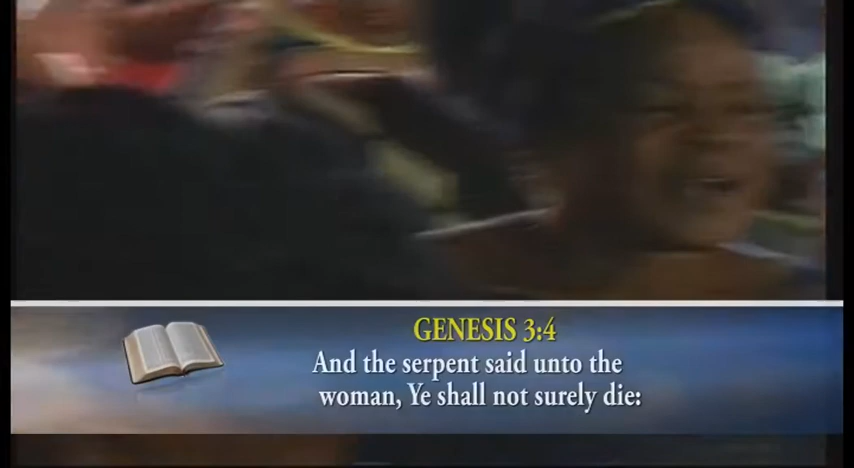 GENESIS 3:4
And the serpent said unto the
woman, Ye shall not surely die: